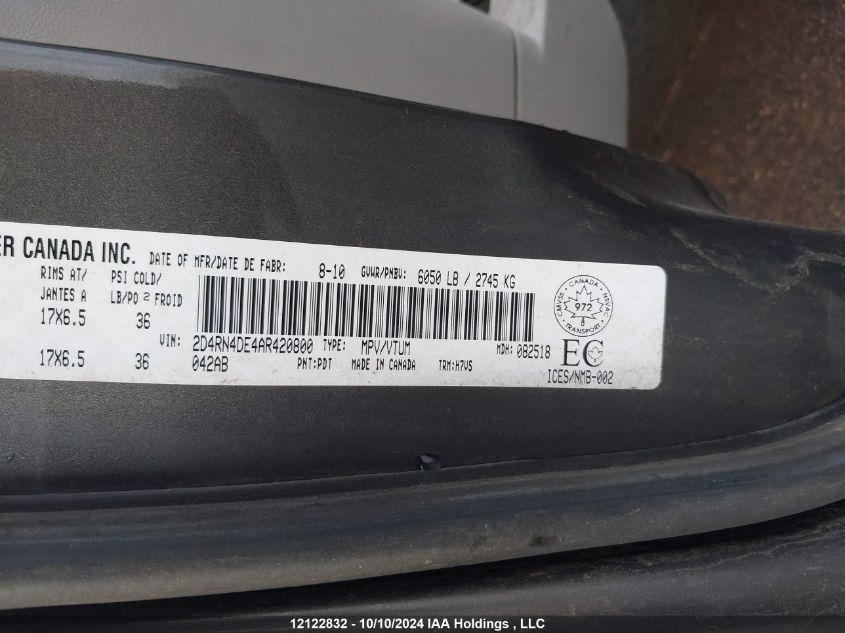 ER CANADA INC. DATE OF MFR/DATE DE FABR: 8-10 GVWR/PNBV: 6050 LB / 2745 KG
RIMS AT/ PSI COLD/
JANTES A LB/PO 2 FROID
17X6.5 36
VIN: 2D4RN4DE4AR420800 TYPE: MPV/VTUM MDH: 082518
17X6.5 36 042AB PNT:PDT MADE IN CANADA TRM:H7VS
CMVSS CANADA NSVAC
972
TRANSPORT
EC
ICES/NMB-002
12122832 - 10/10/2024 IAA Holdings , LLC